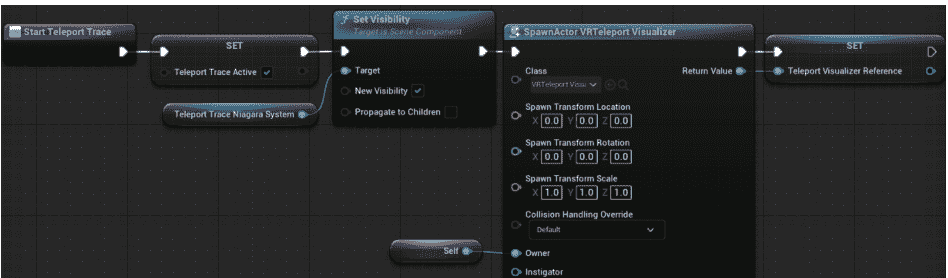 Start Teleport Trace
SET
Teleport Trace Active
Teleport Trace Niagara System
Set Visibility
Target is Scene Component
Target
New Visibility
Propagate to Children
SpawnActor VRTeleport Visualizer
Class
VRTeleport Visu
Return Value
Spawn Transform Location
X 0.0 Y 0.0 Z 0.0
Spawn Transform Rotation
X 0.0 Y 0.0 Z 0.0
Spawn Transform Scale
X 1.0 Y 1.0 Z 1.0
Collision Handling Override
Default
Self
Owner
Instigator
SET
Teleport Visualizer Reference